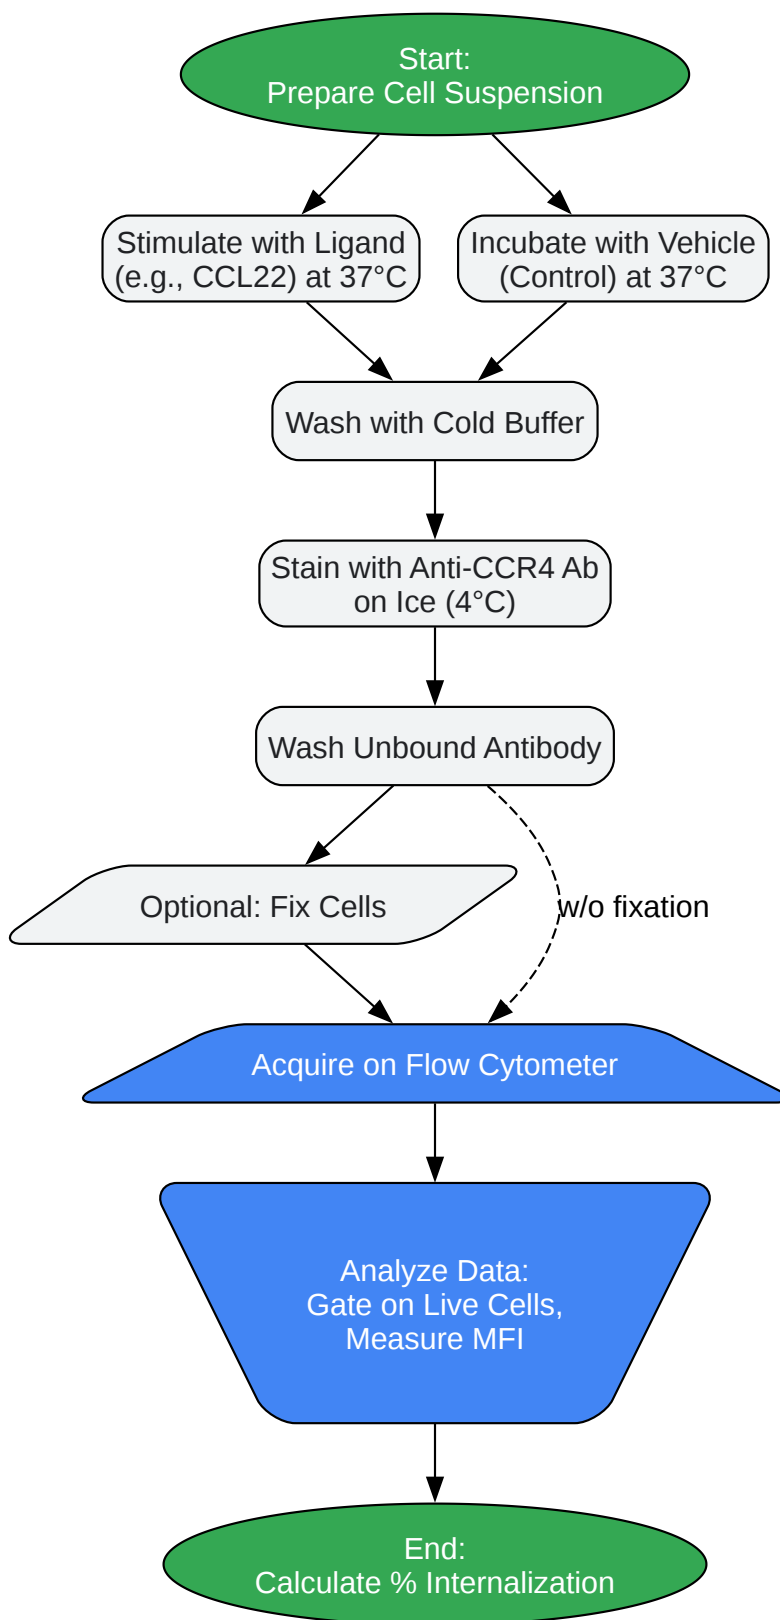 Start:
Prepare Cell Suspension
Stimulate with Ligand
(e.g., CCL22) at 37°C
Incubate with Vehicle
(Control) at 37°C
Wash with Cold Buffer
Stain with Anti-CCR4 Ab
on Ice (4°C)
Wash Unbound Antibody
Optional: Fix Cells
w/o fixation
Acquire on Flow Cytometer
Analyze Data:
Gate on Live Cells,
Measure MFI
End:
Calculate % Internalization